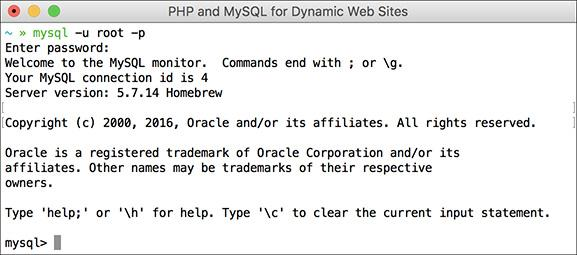 PHP and MySQL for Dynamic Web Sites
~ » mysql -u root -p
Enter password:
Welcome to the MySQL monitor.  Commands end with ; or \g.
Your MySQL connection id is 4
Server version: 5.7.14 Homebrew
Copyright (c) 2000, 2016, Oracle and/or its affiliates. All rights reserved.
Oracle is a registered trademark of Oracle Corporation and/or its
affiliates. Other names may be trademarks of their respective
owners.
Type 'help;' or '\h' for help. Type '\c' to clear the current input statement.
mysql>